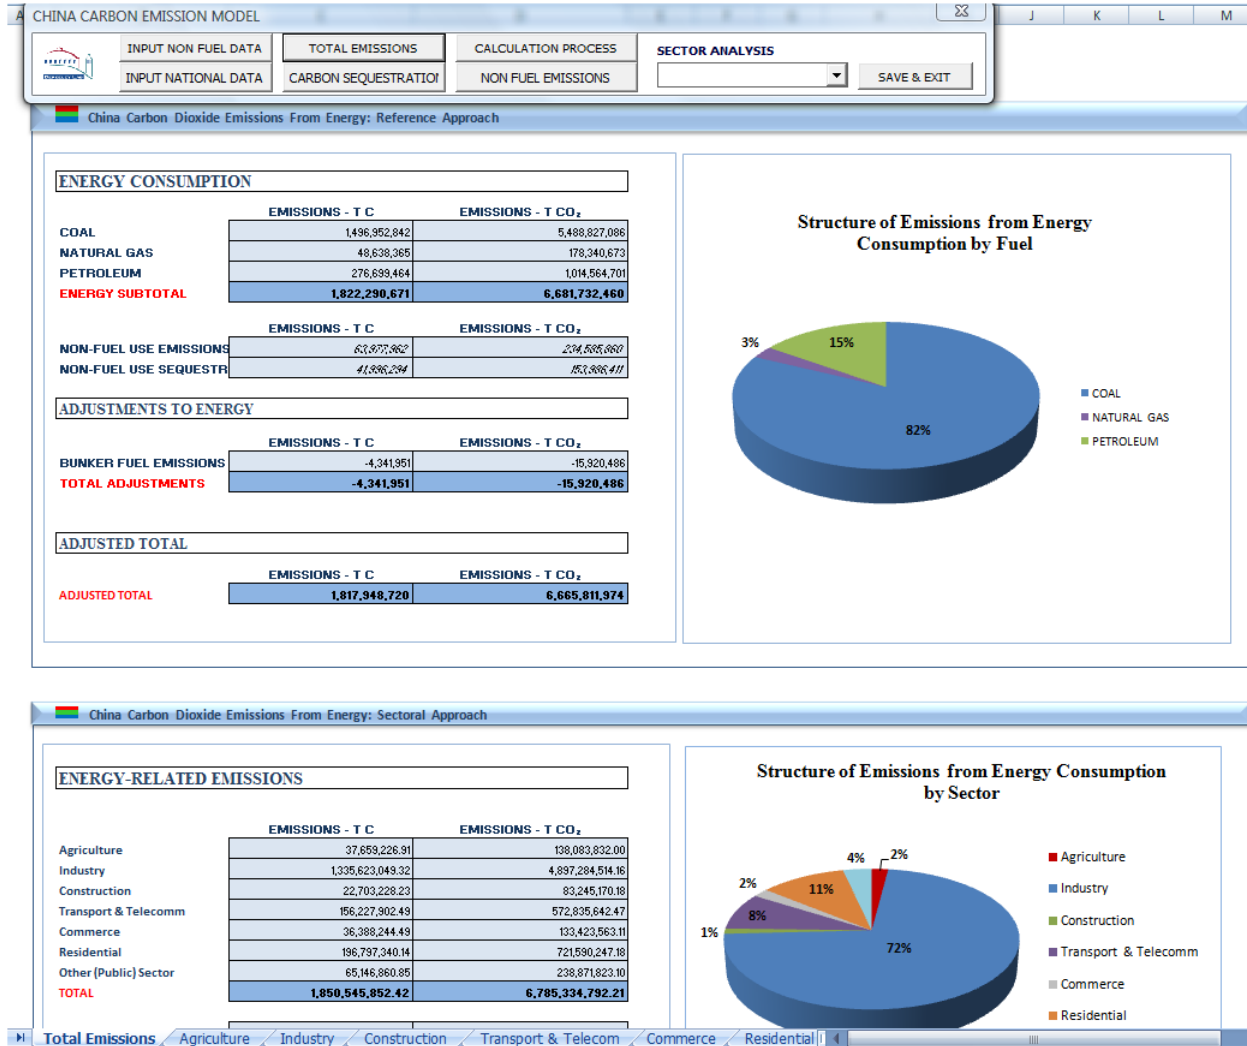 CHINA CARBON EMISSION MODEL
A
J K L M
INPUT NON FUEL DATA TOTAL EMISSIONS CALCULATION PROCESS SECTOR ANALYSIS
INPUT NATIONAL DATA CARBON SEQUESTRATION NON FUEL EMISSIONS SAVE & EXIT
China Carbon Dioxide Emissions From Energy: Reference Approach
ENERGY CONSUMPTION
EMISSIONS - T C EMISSIONS - T CO₂
COAL 1,496,952,842 5,488,827,086
NATURAL GAS 48,638,365 178,340,673
PETROLEUM 276,699,464 1,014,564,701
ENERGY SUBTOTAL 1,822,290,671 6,681,732,460
EMISSIONS - T C EMISSIONS - T CO₂
NON-FUEL USE EMISSIONS 63,977,962 234,585,860
NON-FUEL USE SEQUESTR 41,996,294 153,986,411
ADJUSTMENTS TO ENERGY
EMISSIONS - T C EMISSIONS - T CO₂
BUNKER FUEL EMISSIONS -4,341,951 -15,920,486
TOTAL ADJUSTMENTS -4,341,951 -15,920,486
ADJUSTED TOTAL
EMISSIONS - T C EMISSIONS - T CO₂
ADJUSTED TOTAL 1,817,948,720 6,665,811,974
Structure of Emissions from Energy
Consumption by Fuel
3% 15%
82%
COAL
NATURAL GAS
PETROLEUM
China Carbon Dioxide Emissions From Energy: Sectoral Approach
ENERGY-RELATED EMISSIONS
EMISSIONS - T C EMISSIONS - T CO₂
Agriculture 37,659,226.91 138,083,832.00
Industry 1,335,623,049.32 4,897,284,514.16
Construction 22,703,228.23 83,245,170.18
Transport & Telecomm 156,227,902.49 572,835,642.47
Commerce 36,388,244.49 133,423,563.11
Residential 196,797,340.14 721,590,247.18
Other (Public) Sector 65,146,860.85 238,871,823.10
TOTAL 1,850,545,852.42 6,785,334,792.21
Structure of Emissions from Energy Consumption
by Sector
4% 2%
2% 11%
8%
1%
72%
Agriculture
Industry
Construction
Transport & Telecomm
Commerce
Residential
Total Emissions Agriculture Industry Construction Transport & Telecom Commerce Residential